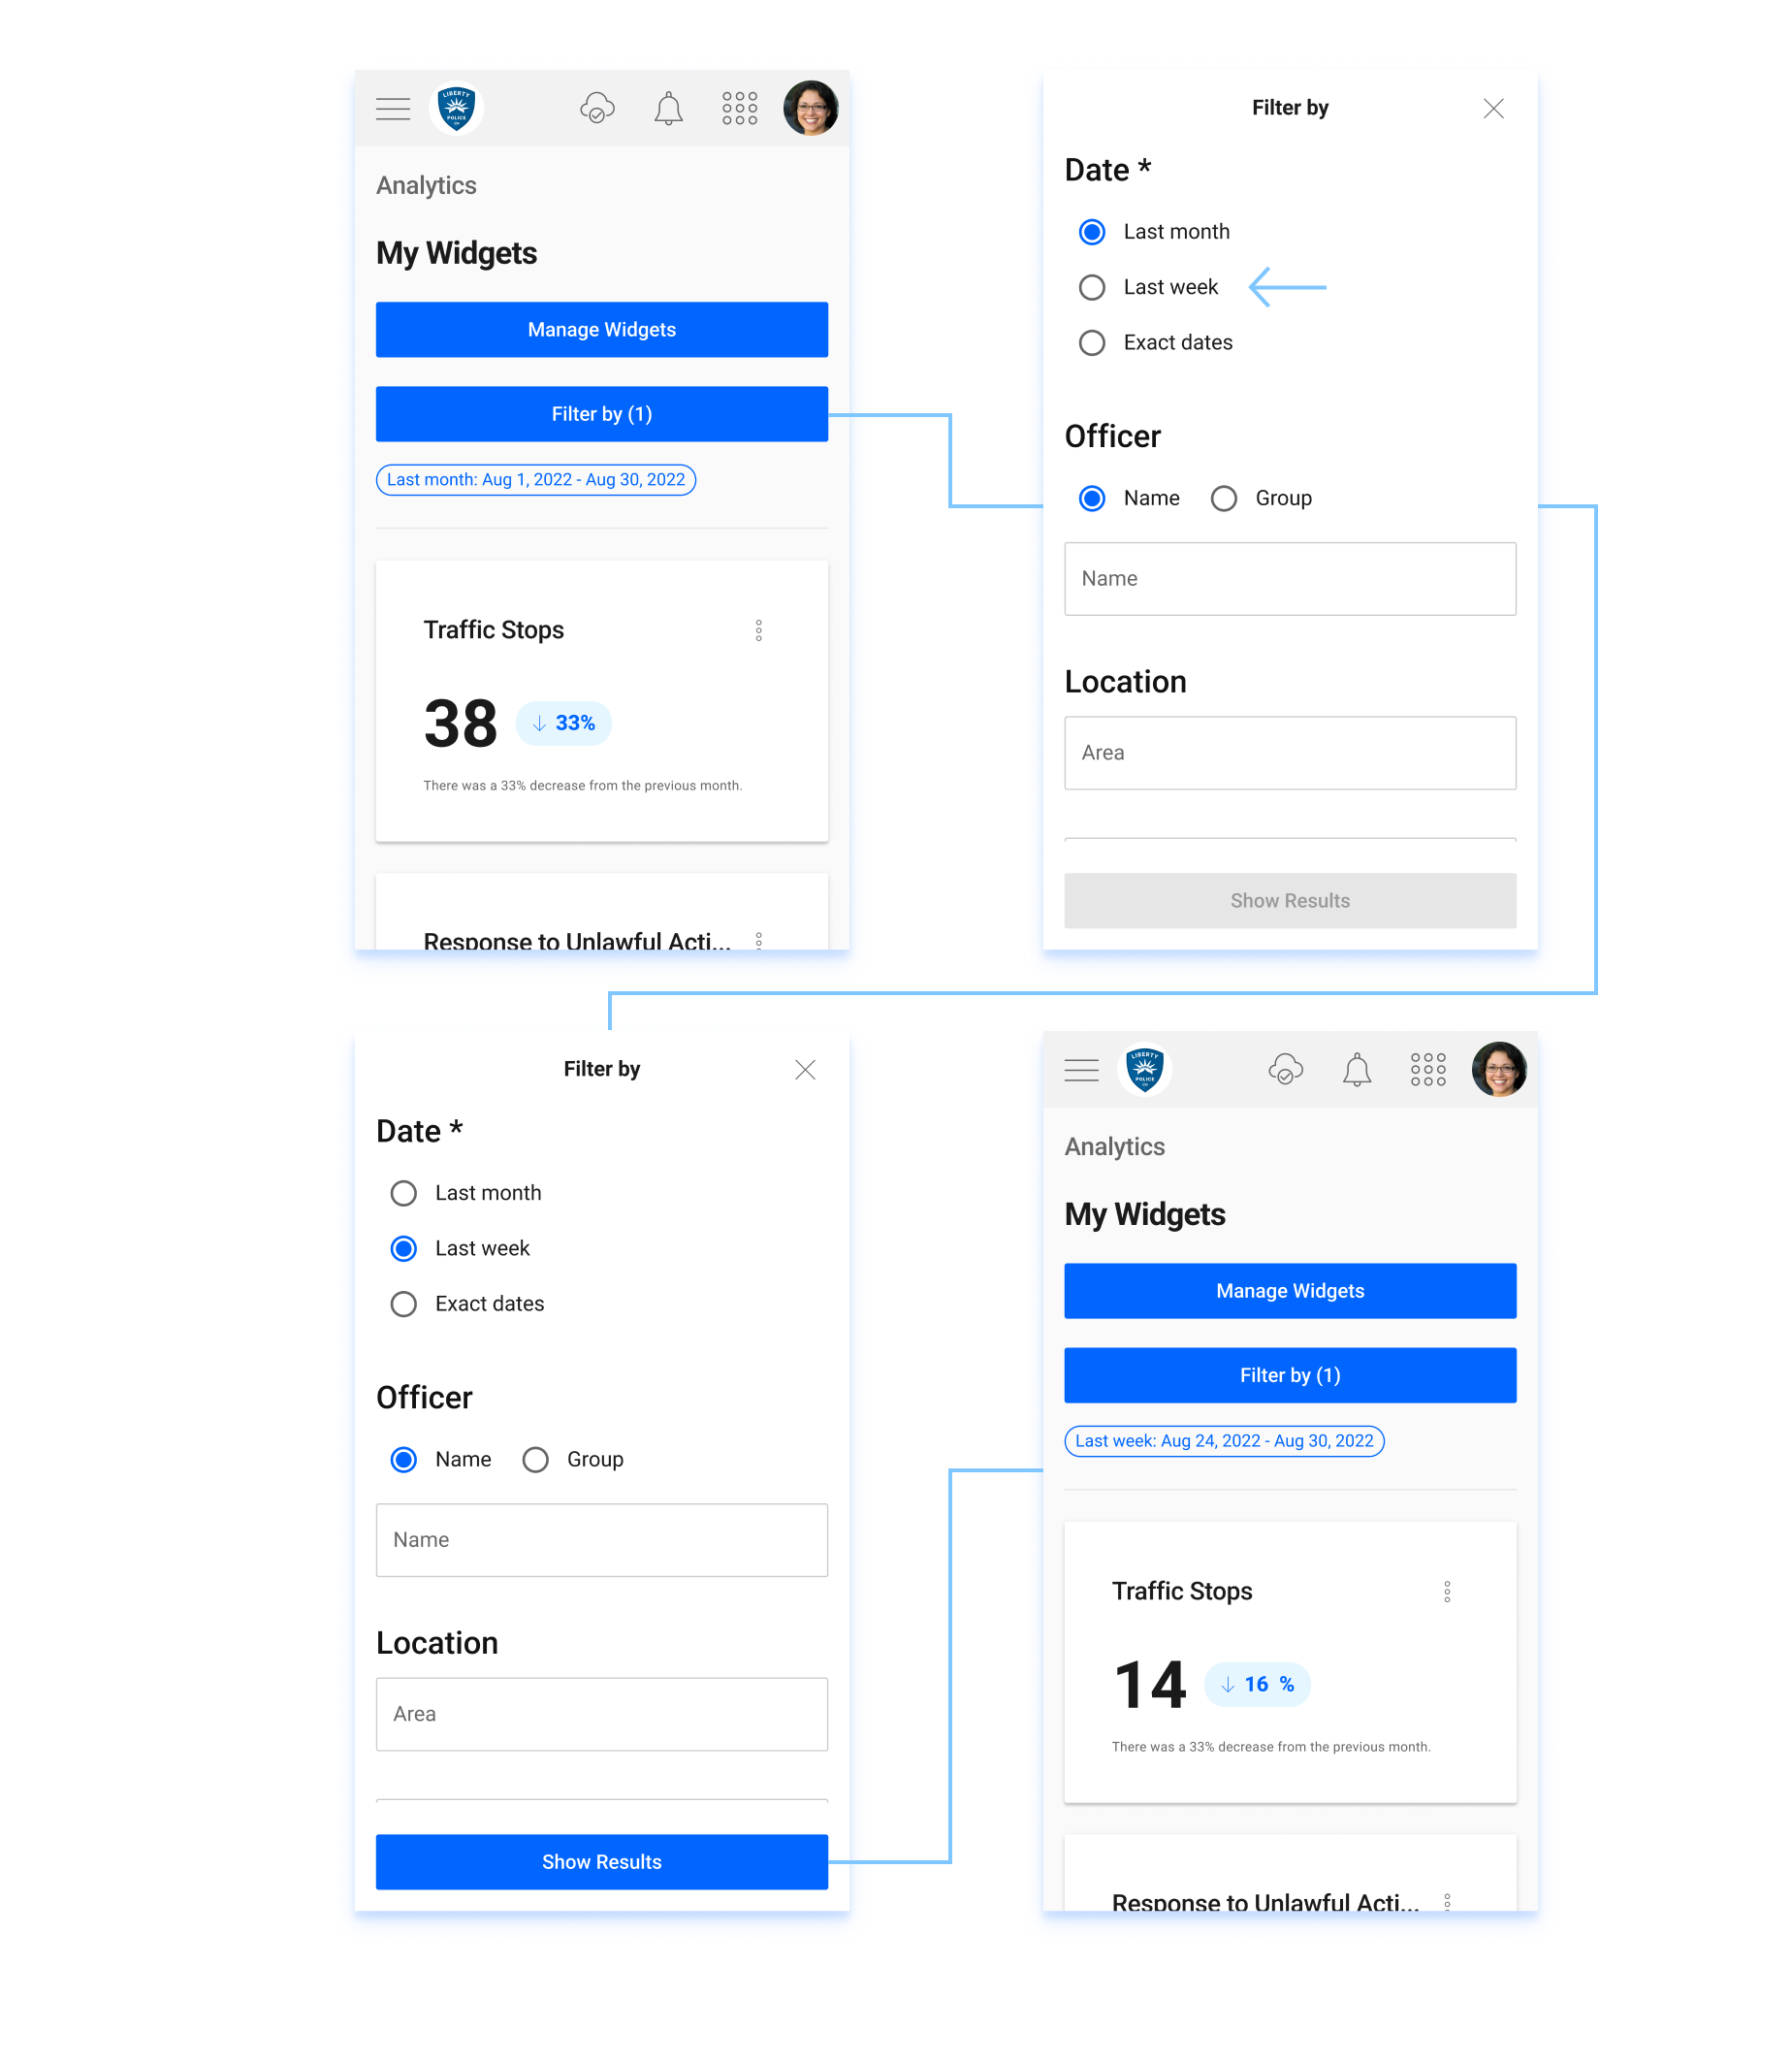 LIBERTY
POLICE
Analytics
My Widgets
Manage Widgets
Filter by (1)
Last month: Aug 1, 2022 - Aug 30, 2022
Traffic Stops
38 ↓ 33%
There was a 33% decrease from the previous month.
Response to Unlawful Acti...
Filter by
Date *
Last month
Last week
Exact dates
Officer
Name Group
Name
Location
Area
Show Results
Filter by
Date *
Last month
Last week
Exact dates
Officer
Name Group
Name
Location
Area
Show Results
LIBERTY
POLICE
Analytics
My Widgets
Manage Widgets
Filter by (1)
Last week: Aug 24, 2022 - Aug 30, 2022
Traffic Stops
14 ↓ 16 %
There was a 33% decrease from the previous month.
Response to Unlawful Acti...